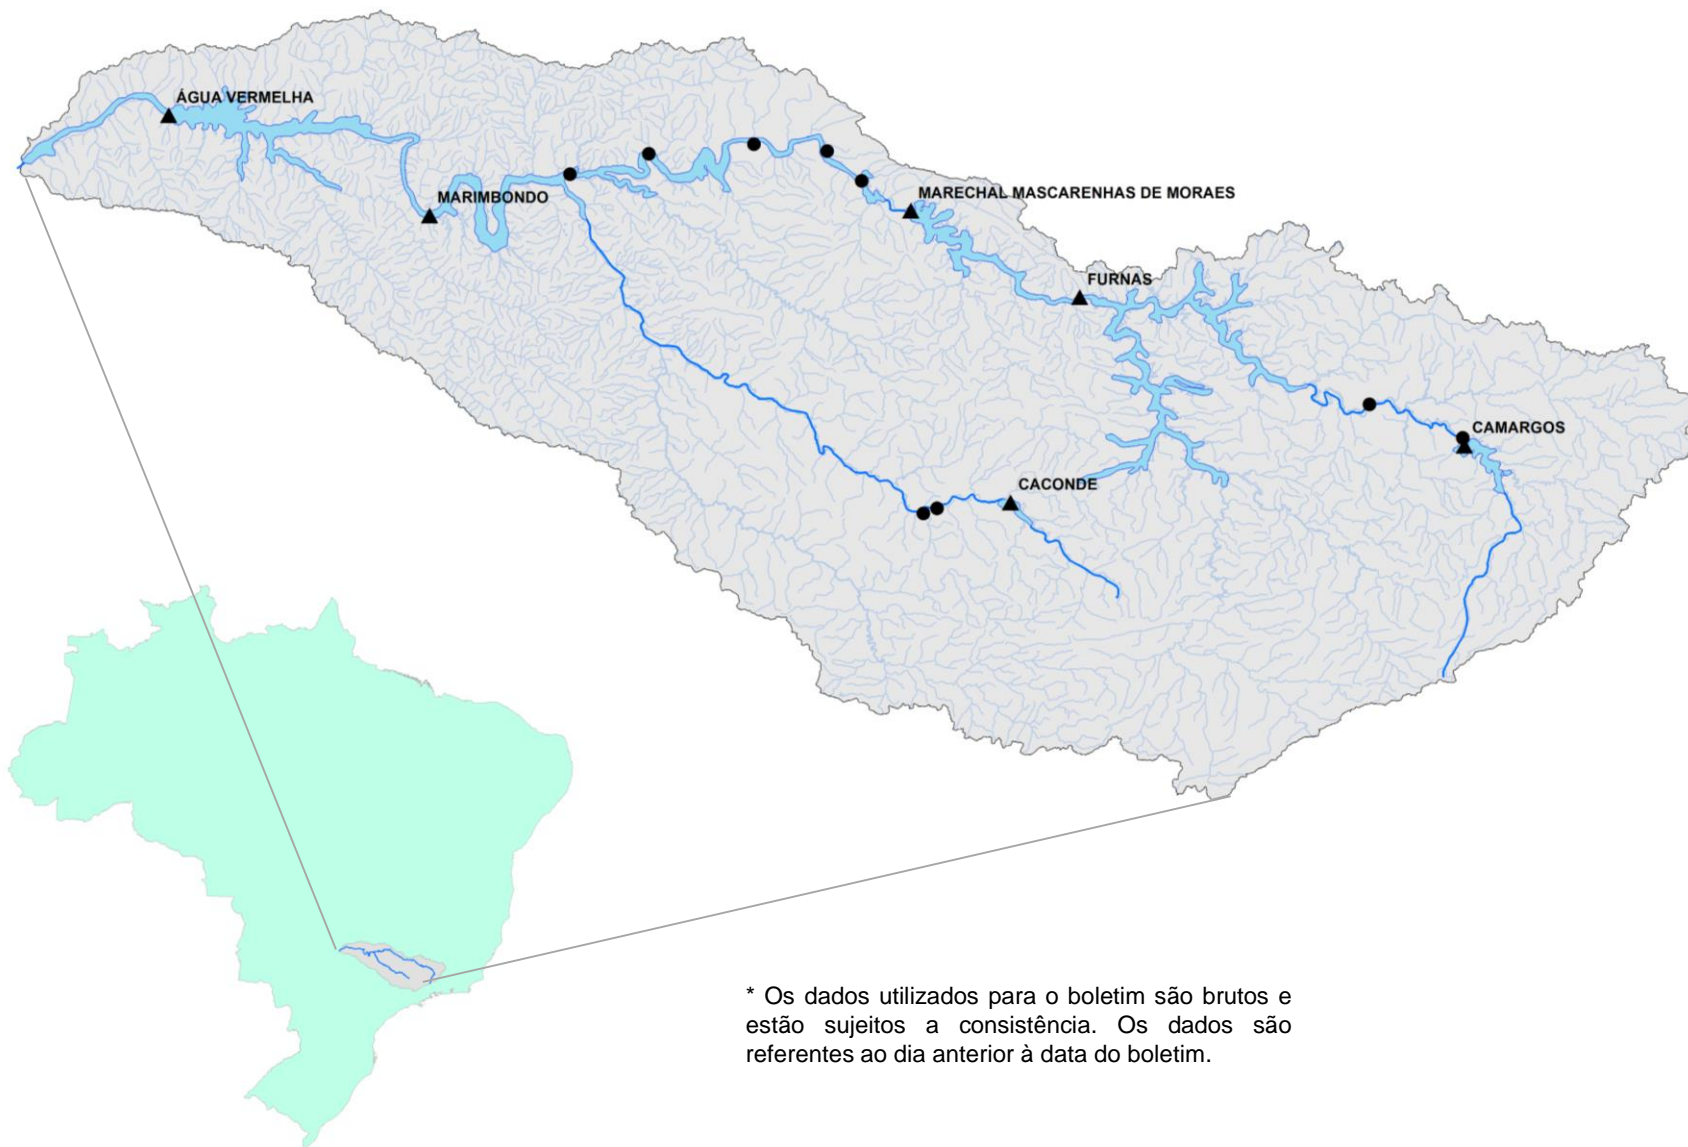 ÁGUA VERMELHA
MARIMBONDO
MARECHAL MASCARENHAS DE MORAES
FURNAS
CAMARGOS
CACONDE
* Os dados utilizados para o boletim são brutos e
estão sujeitos a consistência. Os dados são
referentes ao dia anterior à data do boletim.